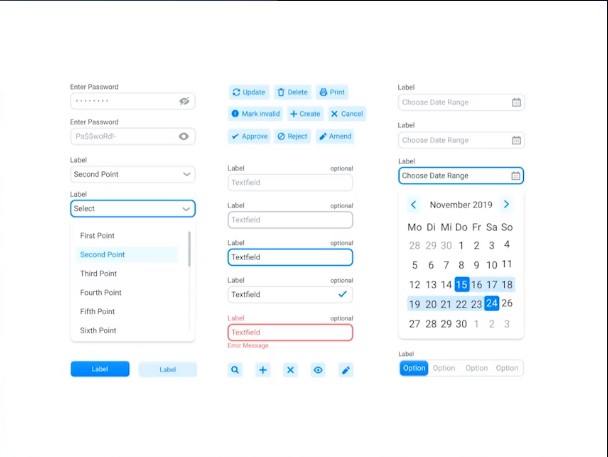 Enter Password
Enter Password
Pa$$woRd!-
Label
Second Point
Label
Select
First Point
Second Point
Third Point
Fourth Point
Fifth Point
Sixth Point
Label Label
Update Delete Print
Mark invalid Create Cancel
Approve Reject Amend
Label optional
Textfield
Label optional
Textfield
Label optional
Textfield
Label optional
Textfield
Label optional
Textfield
Error Message
Label
Choose Date Range
Label
Choose Date Range
Label
Choose Date Range
November 2019
Mo Di Mi Do Fr Sa So
28 29 30 1 2 3 4
5 6 7 8 9 10 11
12 13 14 15 16 17 18
19 20 21 22 23 24 26
27 28 29 30 1 2 3
Label
Option Option Option Option